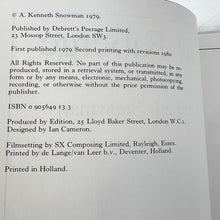 © A. Kenneth Snowman 1979.
Published by Debrett's Peerage Limited,
23 Mossop Street, London SW3.
First published 1979. Second printing with revisions 1980
All Rights Reserved. No part of this publication may be
reproduced, stored in a retrieval system, or transmitted, in any
form or by any means, electronic, mechanical, photocopying,
recording, or otherwise without the prior permission of the
publisher.
ISBN 0 905649 13 3
Produced by Edition, 25 Lloyd Baker Street, London W.C.1.
Designed by Ian Cameron.
Filmsetting by SX Composing Limited, Rayleigh, Essex.
Printed by de Lange/van Leer b.v., Deventer, Holland.
Printed in Holland.